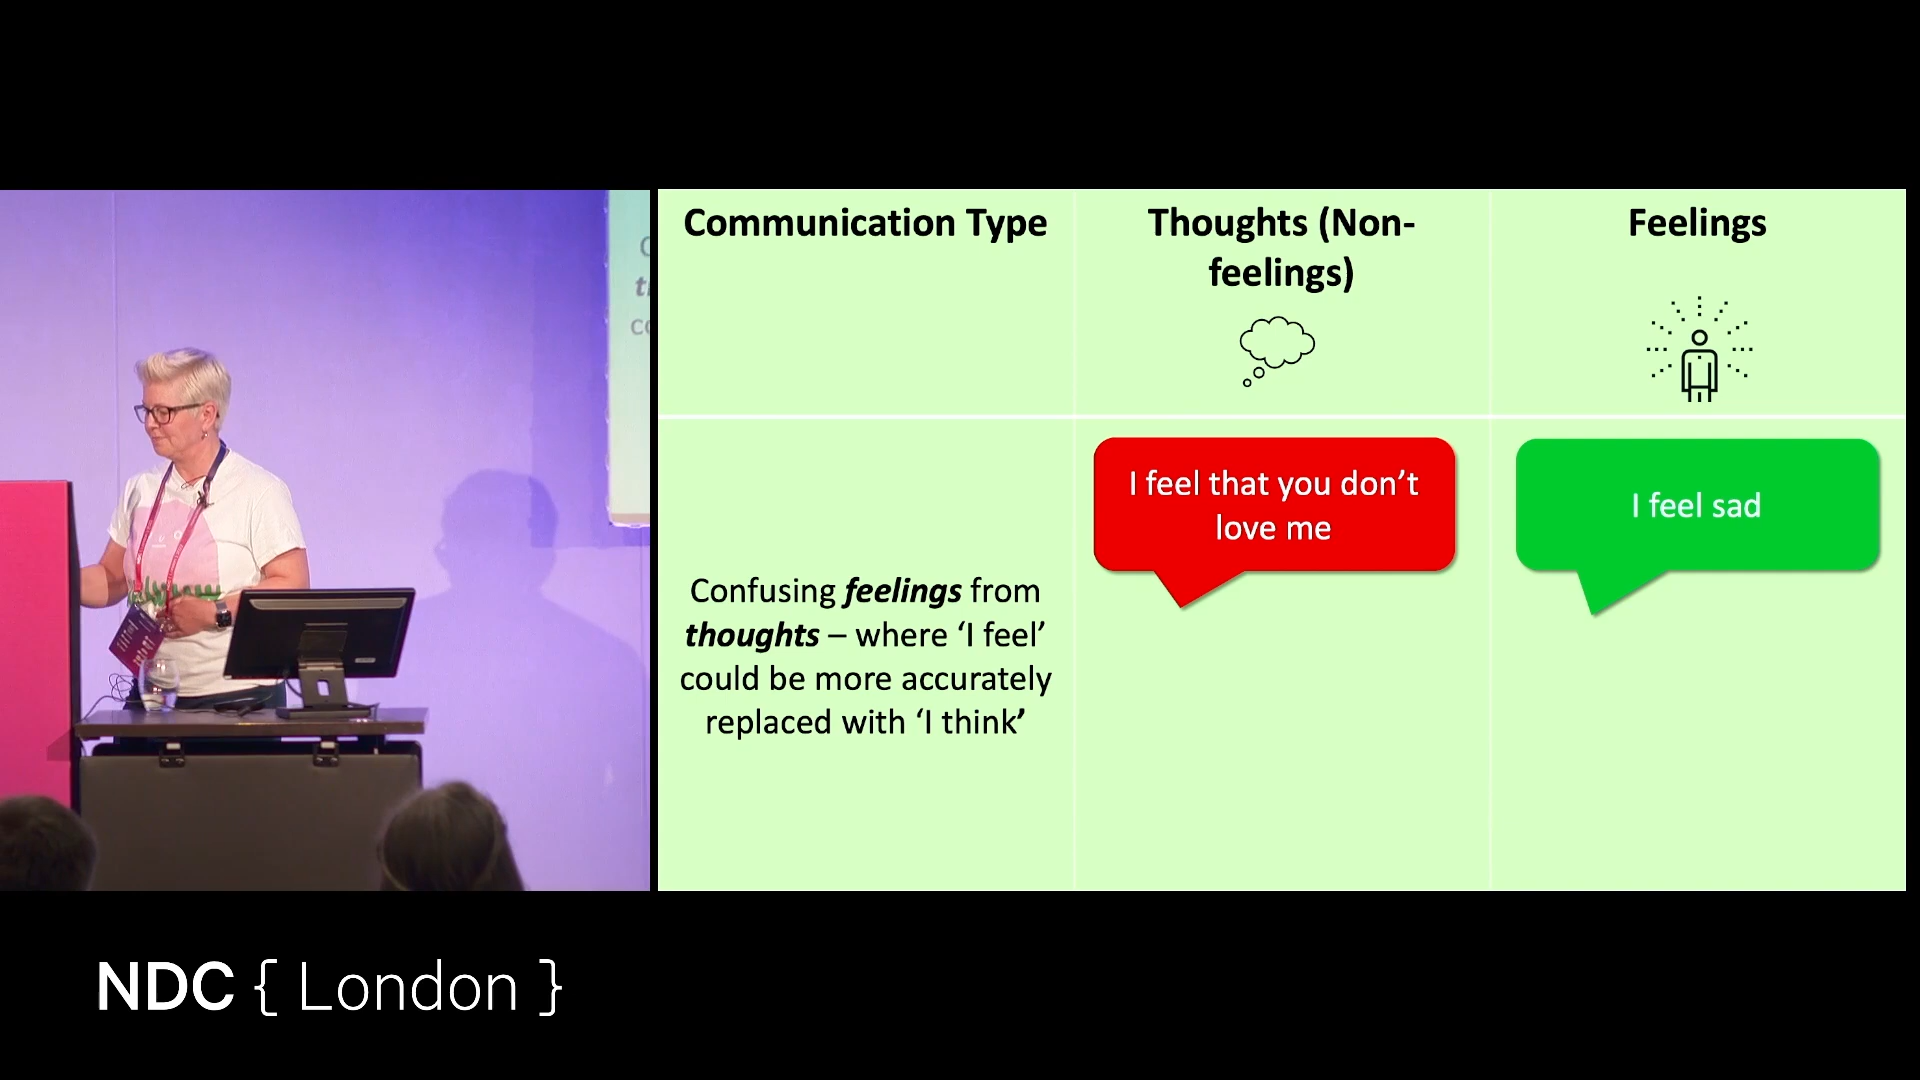 Communication Type
Thoughts (Non-
feelings)
Feelings
Confusing feelings from
thoughts – where ‘I feel’
could be more accurately
replaced with ‘I think’
I feel that you don’t
love me
I feel sad
NDC { London }